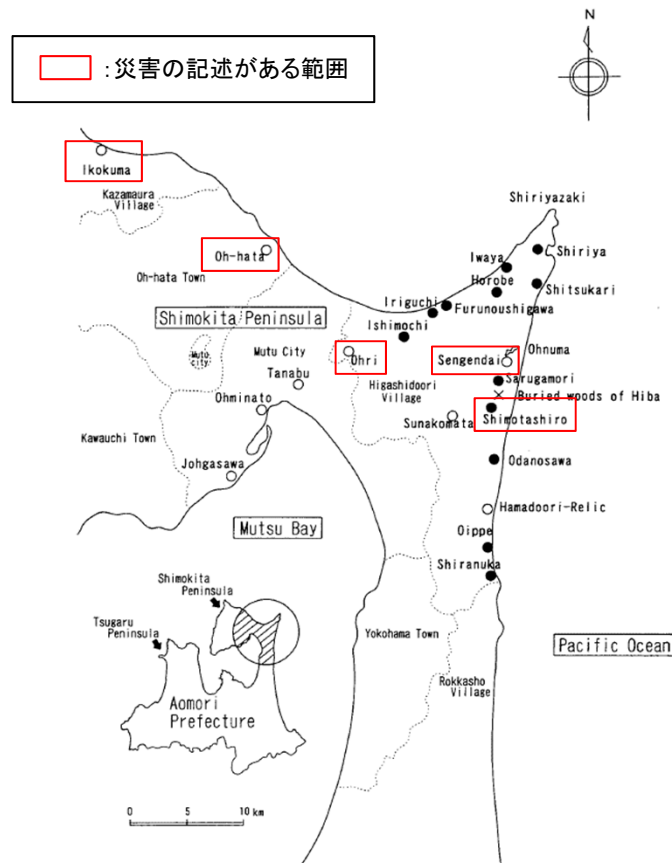 N
:災害の記述がある範囲
Ikokuma
Kazamaura
Village
Shiriyazaki
Oh-hata
Iwaya
Shiriya
Oh-hata Town
Horobe
Shitsukari
Iriguchi
Furunoushigawa
Shimokita Peninsula
Ishimochi
Muto
city
Mutu City
Ohri
Sengendai
Ohnuma
Tanabu
Higashidoori
Village
Sarugamori
Buried woods of Hiba
Ohminato
Sunakomata
Shimotashiro
Kawauchi Town
Johgasawa
Odanosawa
Mutsu Bay
Hamadoori-Relic
Oippe
Shiranuka
Shimokita
Peninsula
Tsugaru
Peninsula
Yokohama Town
Pacific Ocean
Rokkasho
Village
Aomori
Prefecture
0 5 10 km